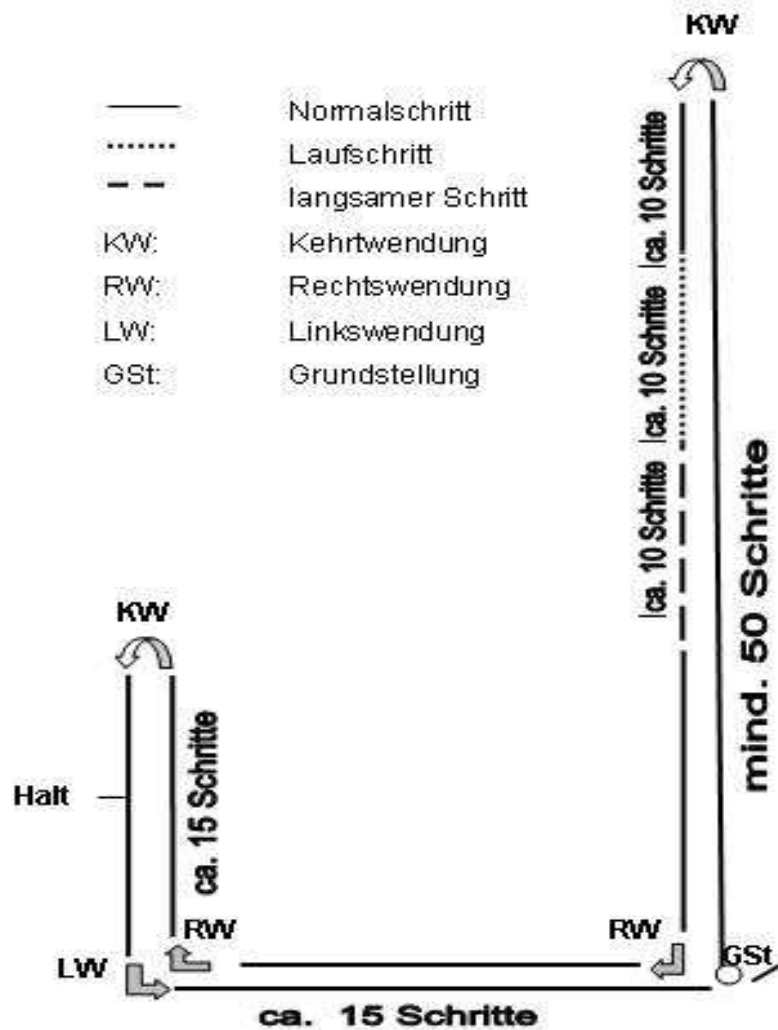 KW
Normalschritt
Laufschritt
langsamer Schritt
KW: Kehrtwendung
RW: Rechtswendung
LW: Linkswendung
GSt: Grundstellung
ca. 10 Schritte
ca. 10 Schritte
ca. 10 Schritte
mind. 50 Schritte
KW
ca. 15 Schritte
Halt
RW
RW
LW
GSt
ca. 15 Schritte